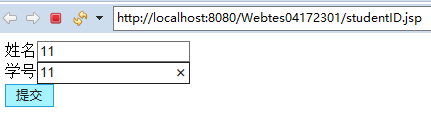 http://localhost:8080/Webtes04172301/studentID.jsp
姓名 11
学号 11
提交